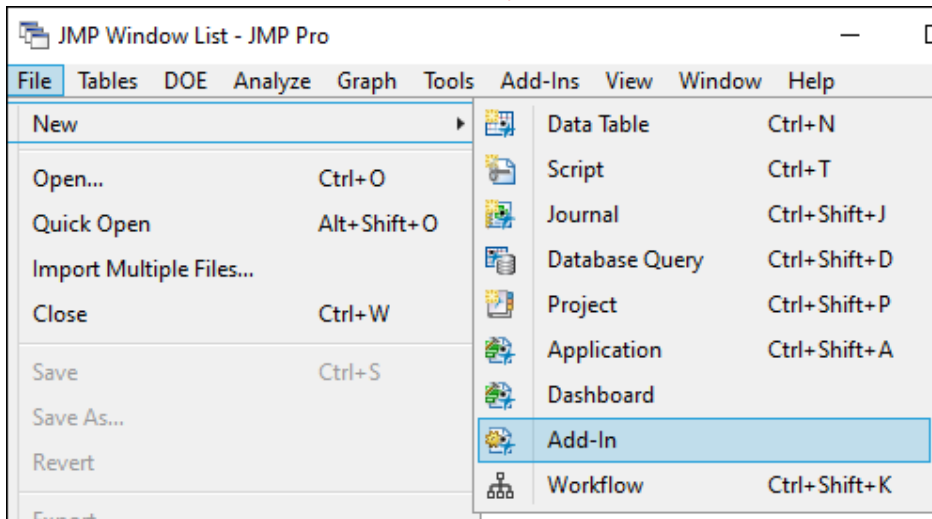 JMP Window List - JMP Pro
File Tables DOE Analyze Graph Tools Add-Ins View Window Help
New
Open... Ctrl+O
Quick Open Alt+Shift+O
Import Multiple Files...
Close Ctrl+W
Save Ctrl+S
Save As...
Revert
Data Table Ctrl+N
Script Ctrl+T
Journal Ctrl+Shift+J
Database Query Ctrl+Shift+D
Project Ctrl+Shift+P
Application Ctrl+Shift+A
Dashboard
Add-In
Workflow Ctrl+Shift+K